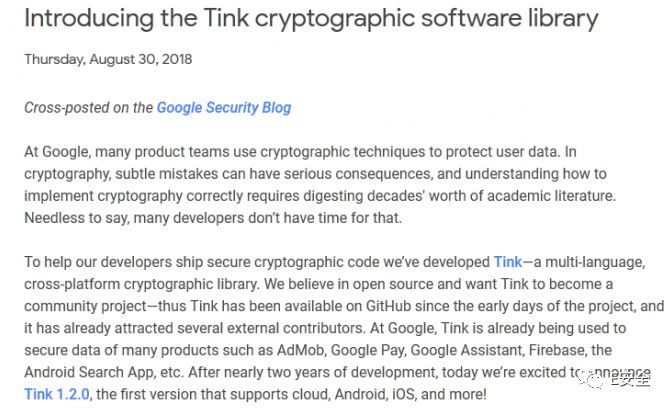 Introducing the Tink cryptographic software library
Thursday, August 30, 2018
Cross-posted on the Google Security Blog
At Google, many product teams use cryptographic techniques to protect user data. In
cryptography, subtle mistakes can have serious consequences, and understanding how to
implement cryptography correctly requires digesting decades' worth of academic literature.
Needless to say, many developers don’t have time for that.
To help our developers ship secure cryptographic code we’ve developed Tink—a multi-language,
cross-platform cryptographic library. We believe in open source and want Tink to become a
community project—thus Tink has been available on GitHub since the early days of the project, and
it has already attracted several external contributors. At Google, Tink is already being used to
secure data of many products such as AdMob, Google Pay, Google Assistant, Firebase, the
Android Search App, etc. After nearly two years of development, today we’re excited to
Tink 1.2.0, the first version that supports cloud, Android, iOS, and more!
E安全